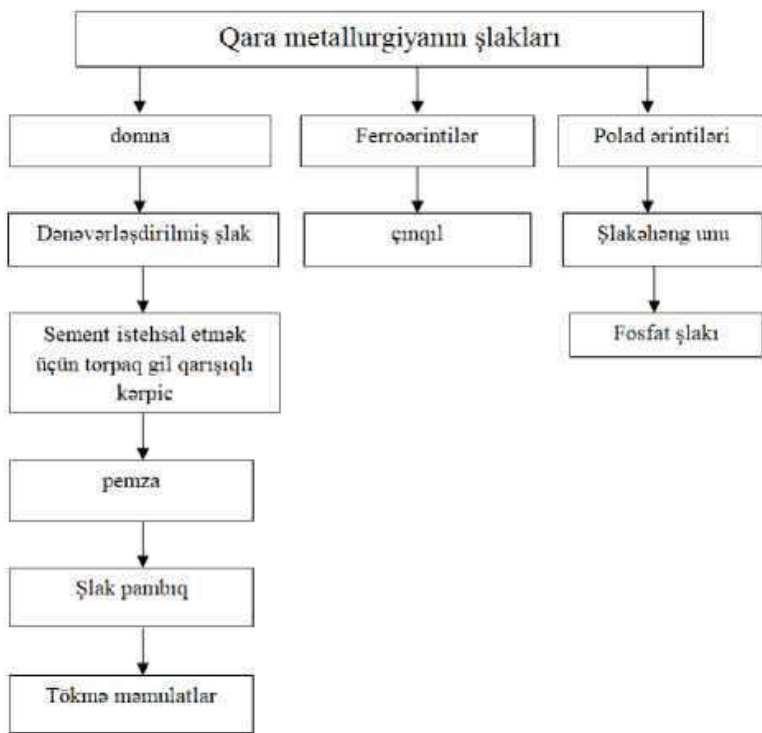 Qara metallurgiyanın şlakları
domna
Ferroərintilər
Polad ərintiləri
Dənəvərləşdirilmiş şlak
çınqıl
Şlakəhəng unu
Sement istehsal etmək
üçün torpaq gil qarışıqlı
kərpic
Fosfat şlakı
pemza
Şlak pambıq
Tökmə məmulatlar